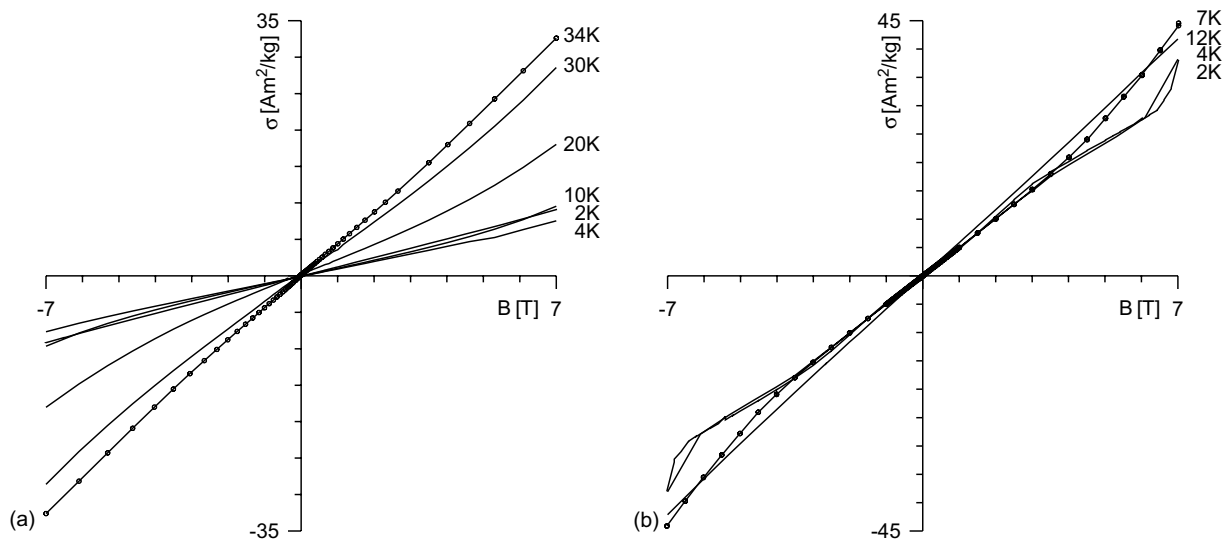 35
σ [Am²/kg]
34K
30K
20K
10K
2K
4K
-7
B [T]
7
-35
(a)
45
σ [Am²/kg]
7K
12K
4K
2K
-7
B [T]
7
-45
(b)